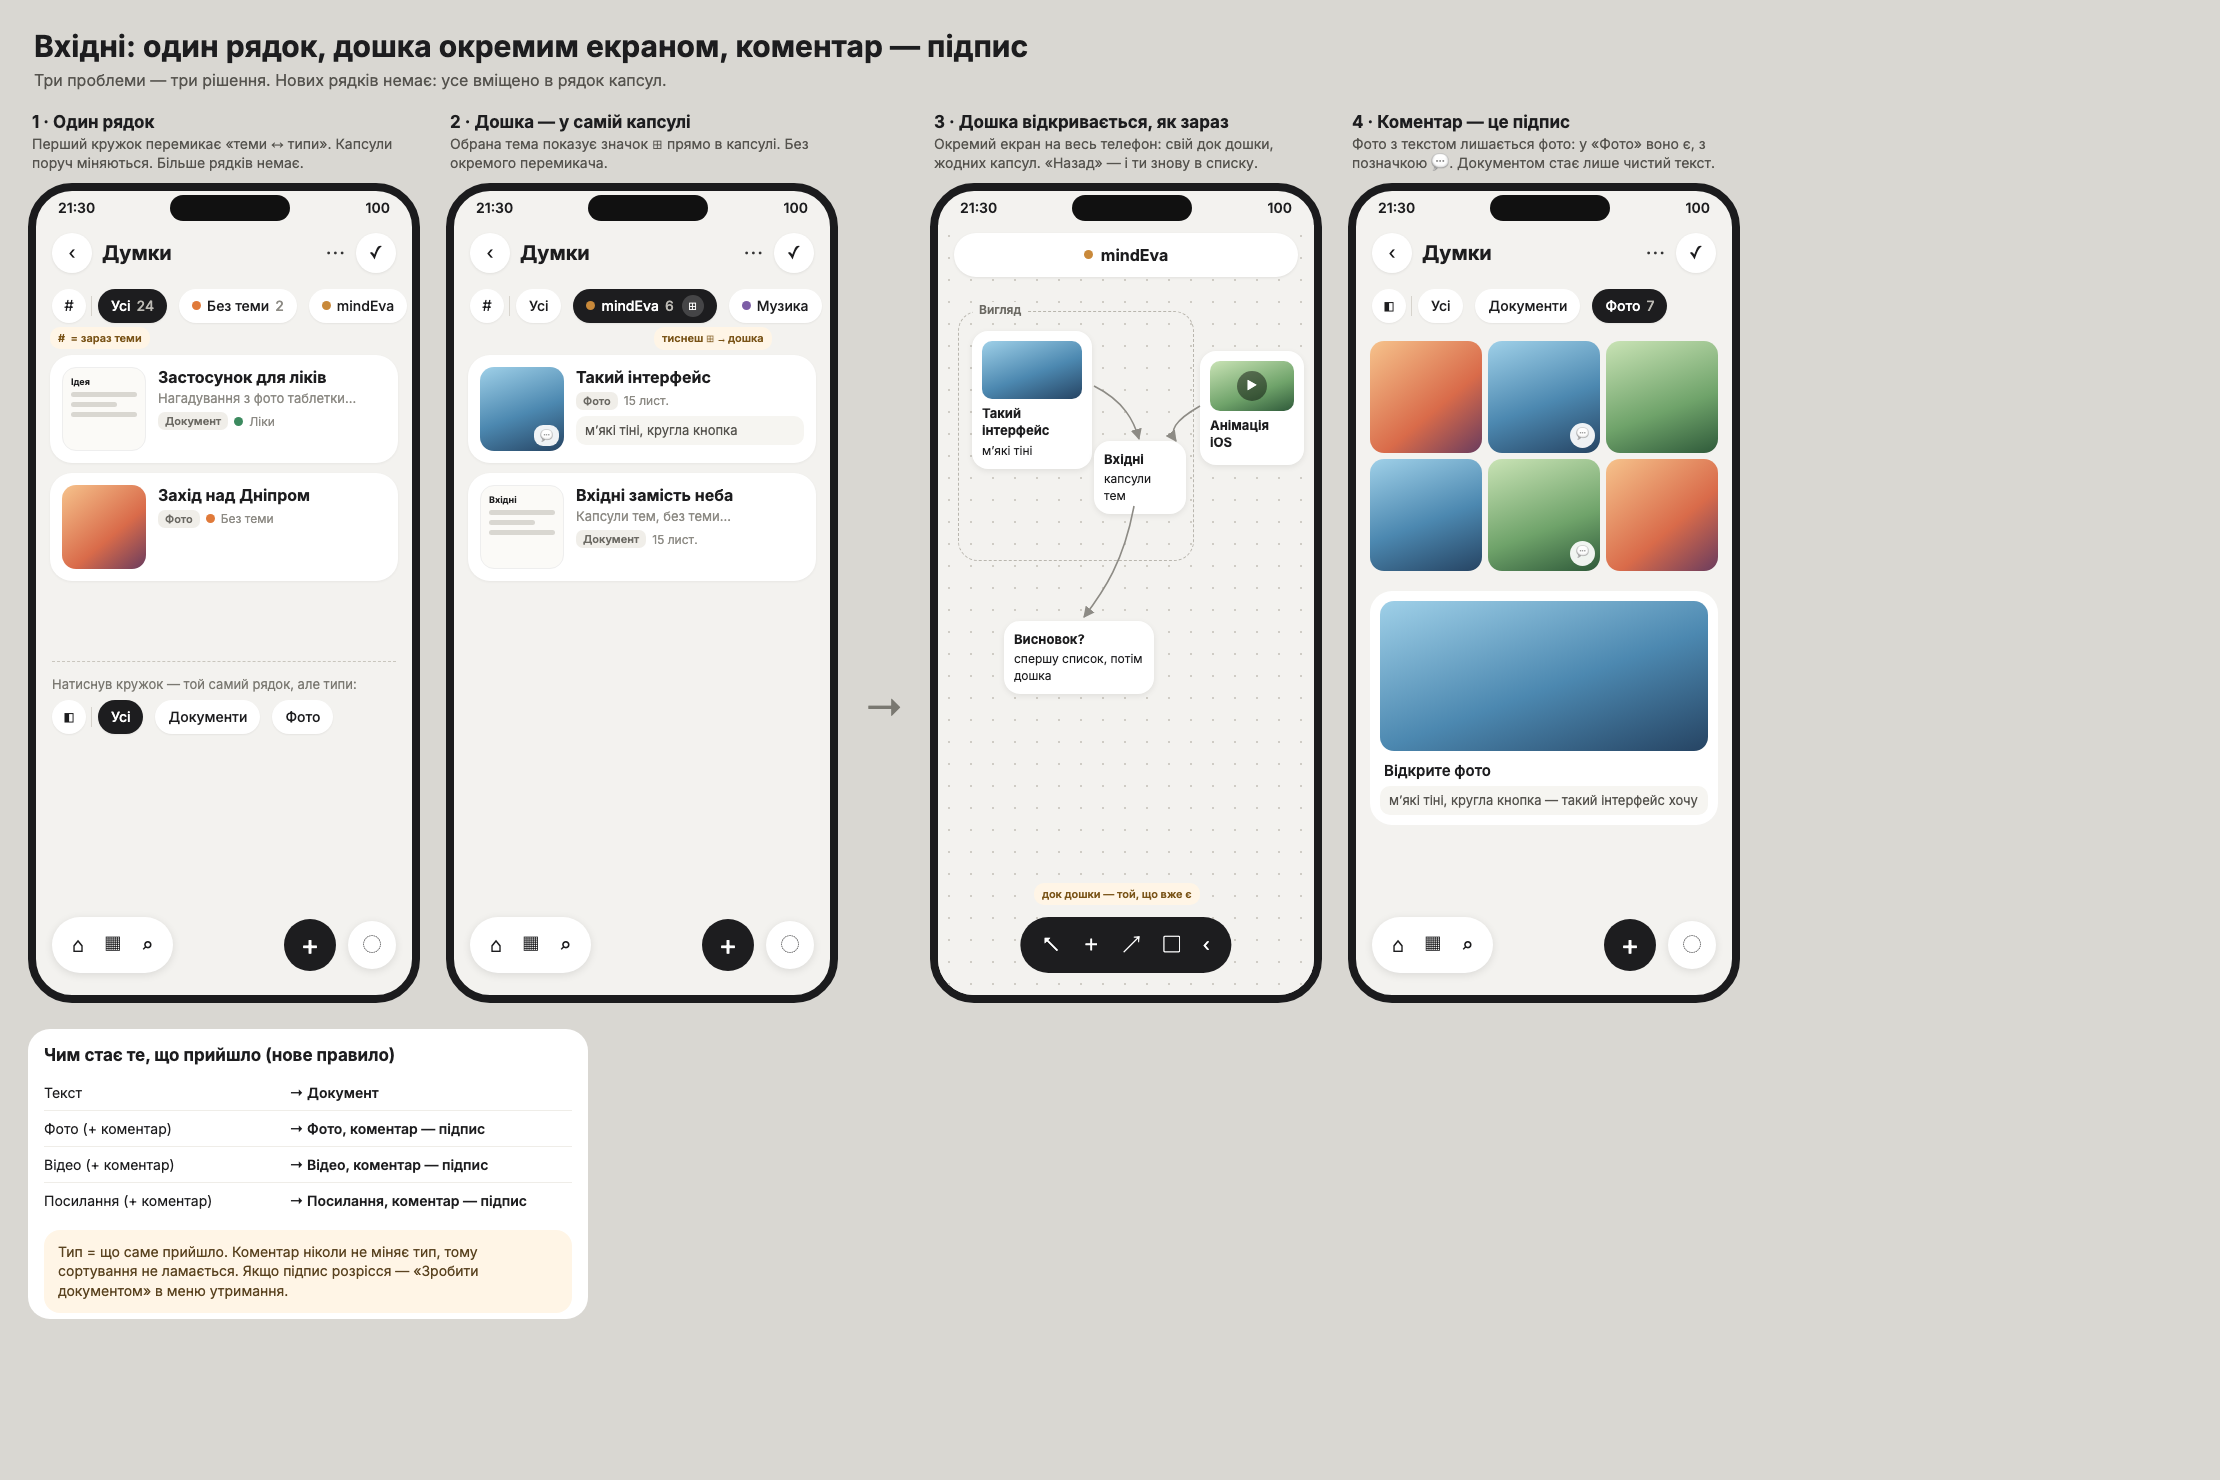 Вхідні: один рядок, дошка окремим екраном, коментар — підпис
Три проблеми — три рішення. Нових рядків немає: усе вміщено в рядок капсул.
1 · Один рядок
Перший кружок перемикає «теми ↔ типи». Капсули
поруч міняються. Більше рядків немає.
21:30
100
‹
Думки
···
✓
#
Усі 24
Без теми 2
mindEva
# = зараз теми
Ідея
Застосунок для ліків
Нагадування з фото таблетки...
Документ
Ліки
Захід над Дніпром
Фото
Без теми
Натиснув кружок — той самий рядок, але типи:
Усі
Документи
Фото
+
2 · Дошка — у самій капсулі
Обрана тема показує значок ⊞ прямо в капсулі. Без
окремого перемикача.
21:30
100
‹
Думки
···
✓
#
Усі
mindEva 6 ⊞
Музика
тиснеш ⊞ → дошка
Такий інтерфейс
Фото
15 лист.
м'які тіні, кругла кнопка
Вхідні
Вхідні замість неба
Капсули тем, без теми...
Документ
15 лист.
+
→
3 · Дошка відкривається, як зараз
Окремий екран на весь телефон: свій док дошки,
жодних капсул. «Назад» — і ти знову в списку.
21:30
100
mindEva
Вигляд
Такий
інтерфейс
м'які тіні
Анімація
iOS
Вхідні
капсули
тем
Висновок?
спершу список, потім
дошка
док дошки — той, що вже є
↖ + ↗ □ ‹
4 · Коментар — це підпис
Фото з текстом лишається фото: у «Фото» воно є, з
позначкою 💬. Документом стає лише чистий текст.
21:30
100
‹
Думки
···
✓
Усі
Документи
Фото 7
Відкрите фото
м'які тіні, кругла кнопка — такий інтерфейс хочу
+
Чим стає те, що прийшло (нове правило)
Текст → Документ
Фото (+ коментар) → Фото, коментар — підпис
Відео (+ коментар) → Відео, коментар — підпис
Посилання (+ коментар) → Посилання, коментар — підпис
Тип = що саме прийшло. Коментар ніколи не міняє тип, тому
сортування не ламається. Якщо підпис розрісся — «Зробити
документом» в меню утримання.